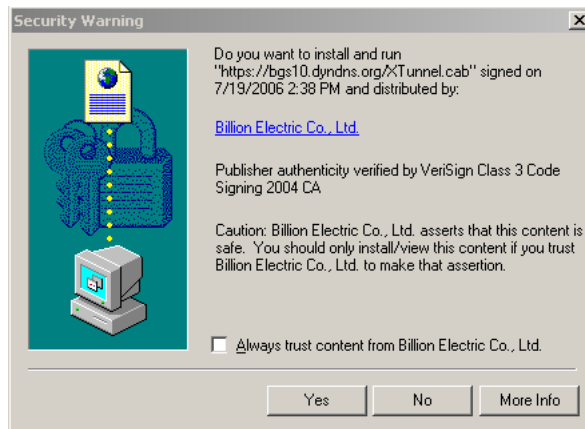 Security Warning
Do you want to install and run
"https://bgs10.dyndns.org/XTunnel.cab" signed on
7/19/2006 2:38 PM and distributed by:
Billion Electric Co., Ltd.
Publisher authenticity verified by VeriSign Class 3 Code
Signing 2004 CA
Caution: Billion Electric Co., Ltd. asserts that this content is
safe. You should only install/view this content if you trust
Billion Electric Co., Ltd. to make that assertion.
Always trust content from Billion Electric Co., Ltd.
Yes No More Info